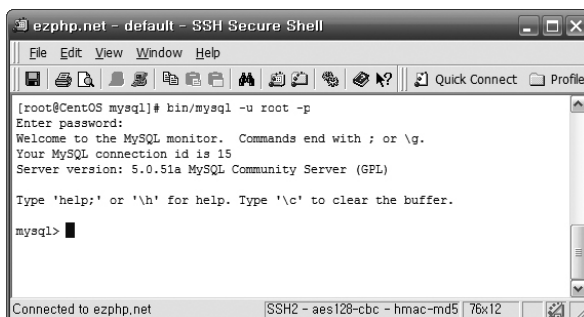 ezphp.net - default - SSH Secure Shell
File Edit View Window Help
Quick Connect Profile
[root@CentOS mysql]# bin/mysql -u root -p
Enter password:
Welcome to the MySQL monitor.  Commands end with ; or \g.
Your MySQL connection id is 15
Server version: 5.0.51a MySQL Community Server (GPL)
Type 'help;' or '\h' for help. Type '\c' to clear the buffer.
mysql>
Connected to ezphp.net SSH2 - aes128-cbc - hmac-md5 76x12